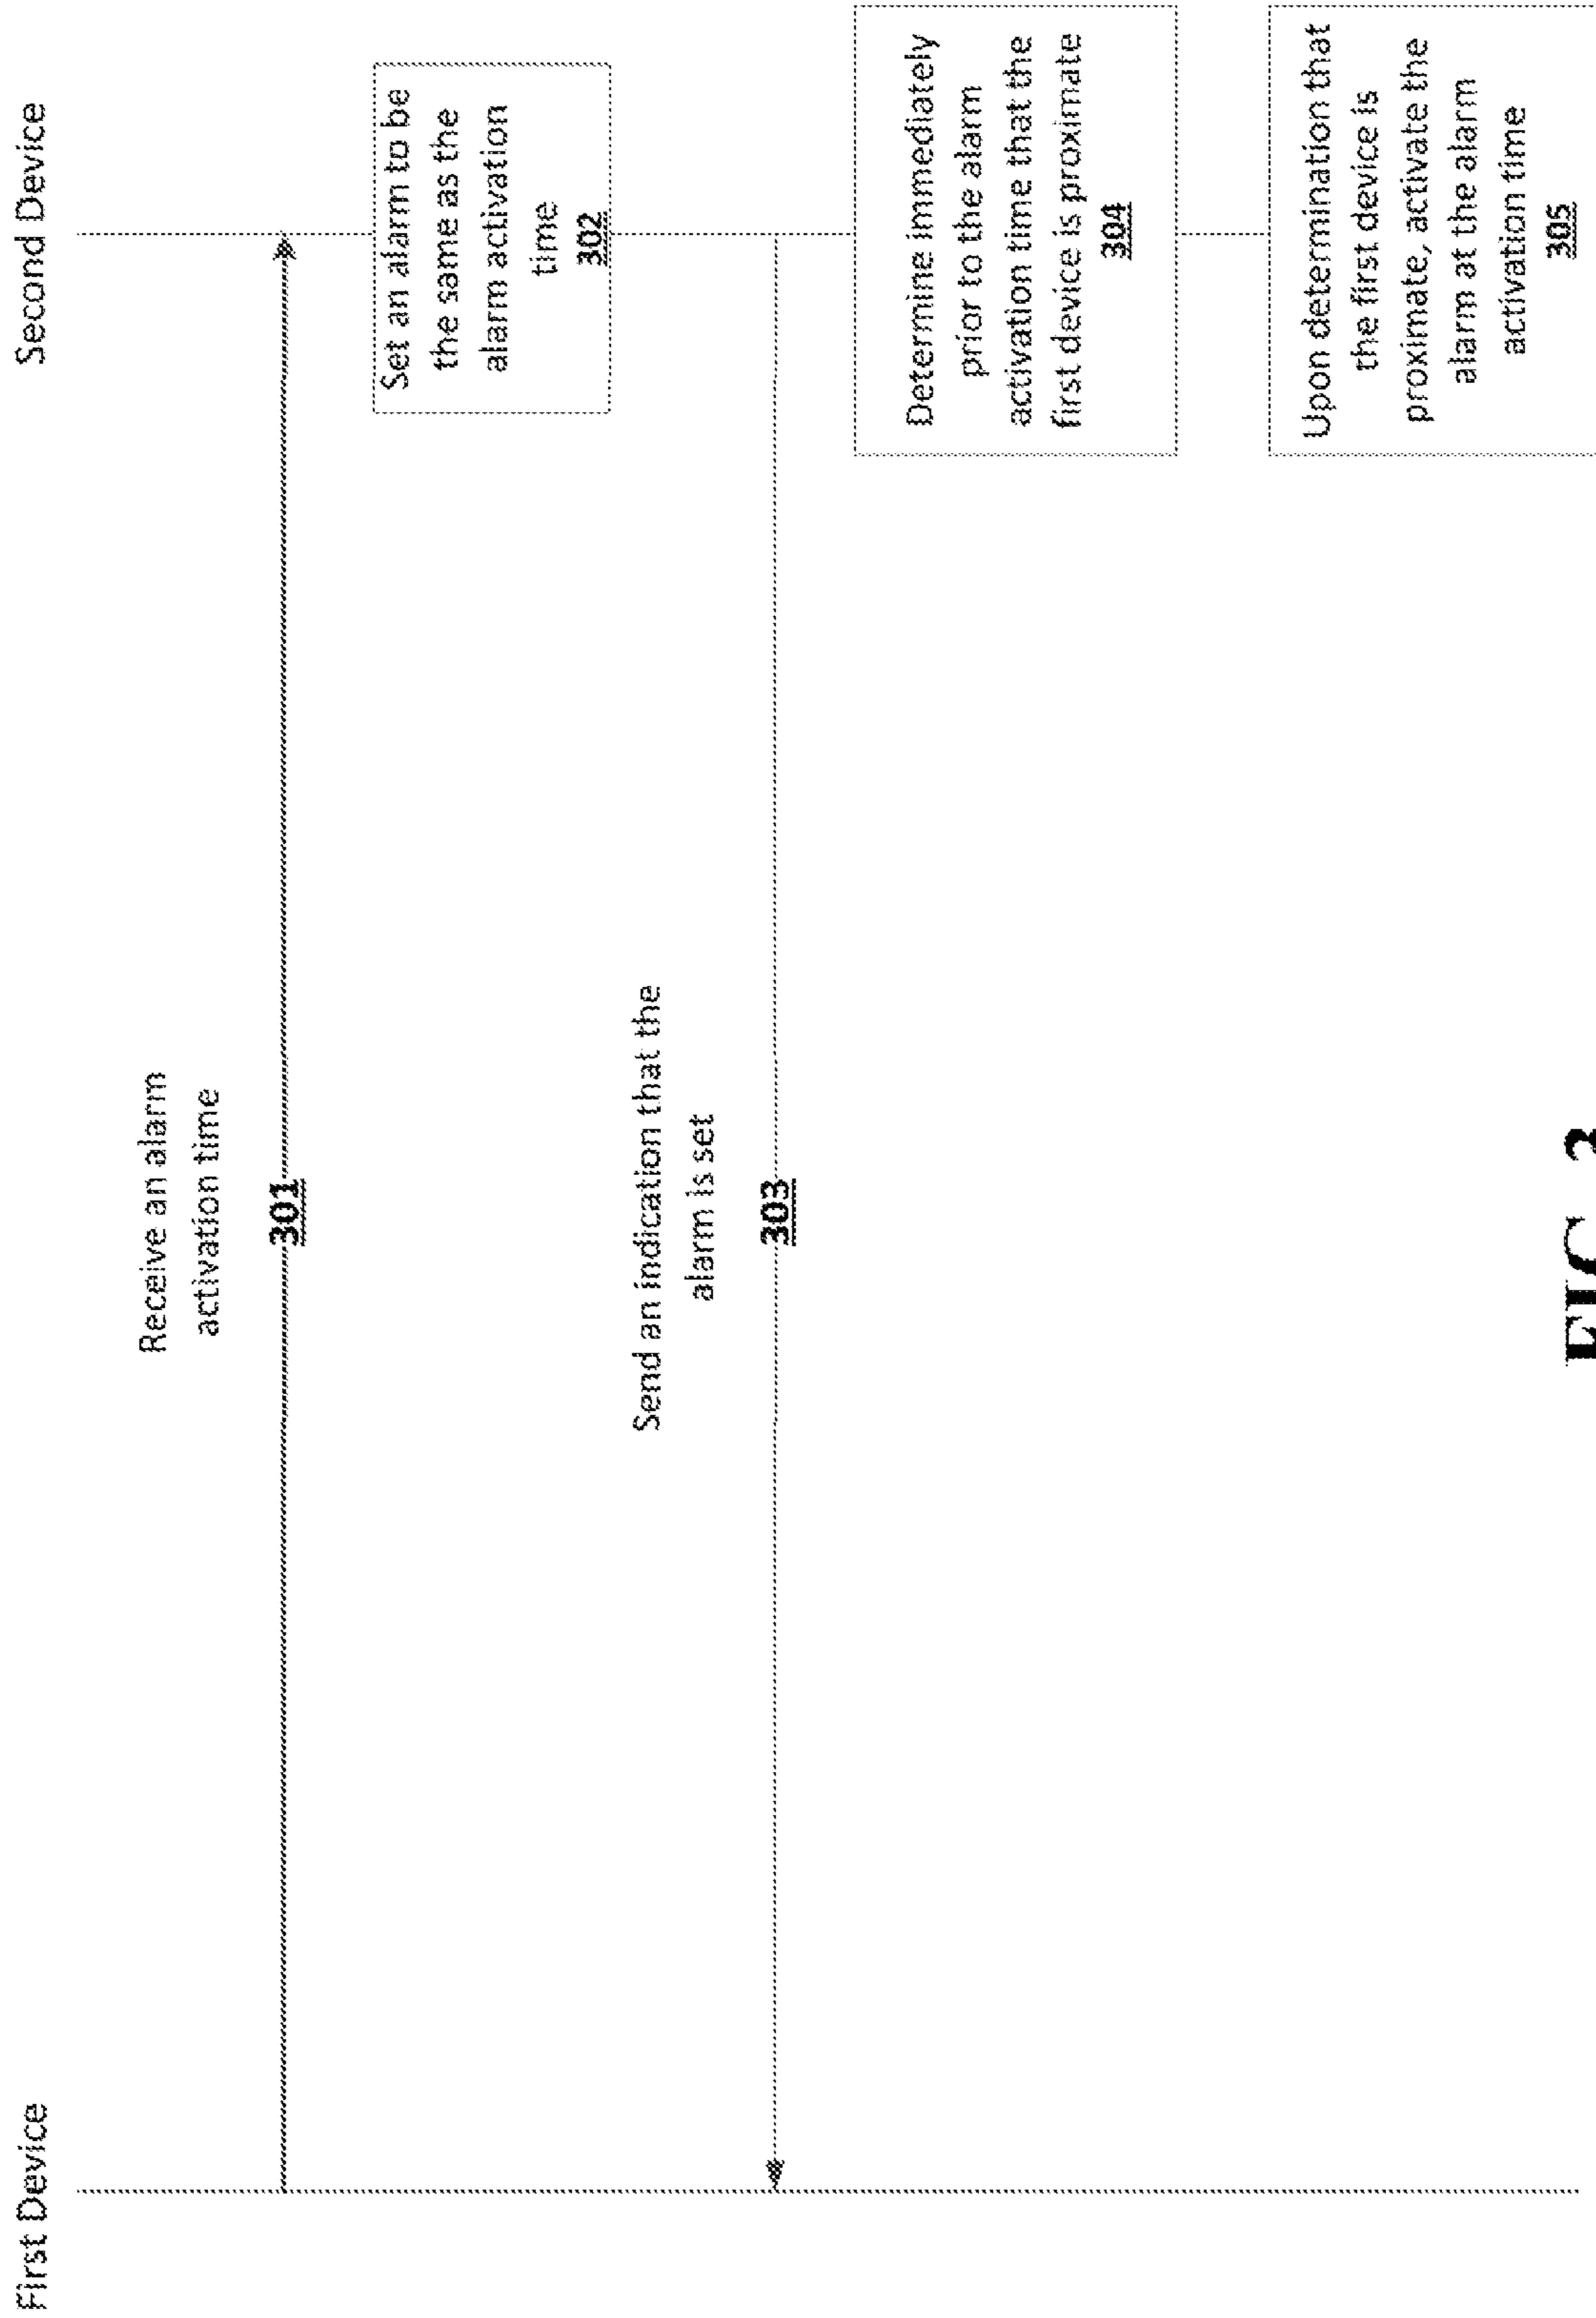 First Device
Second Device
Receive an alarm
activation time
301
Set an alarm to be
the same as the
alarm activation
time
302
Send an indication that the
alarm is set
303
Determine immediately
prior to the alarm
activation time that the
first device is proximate
304
Upon determination that
the first device is
proximate, activate the
alarm at the alarm
activation time
305
FIG. 3